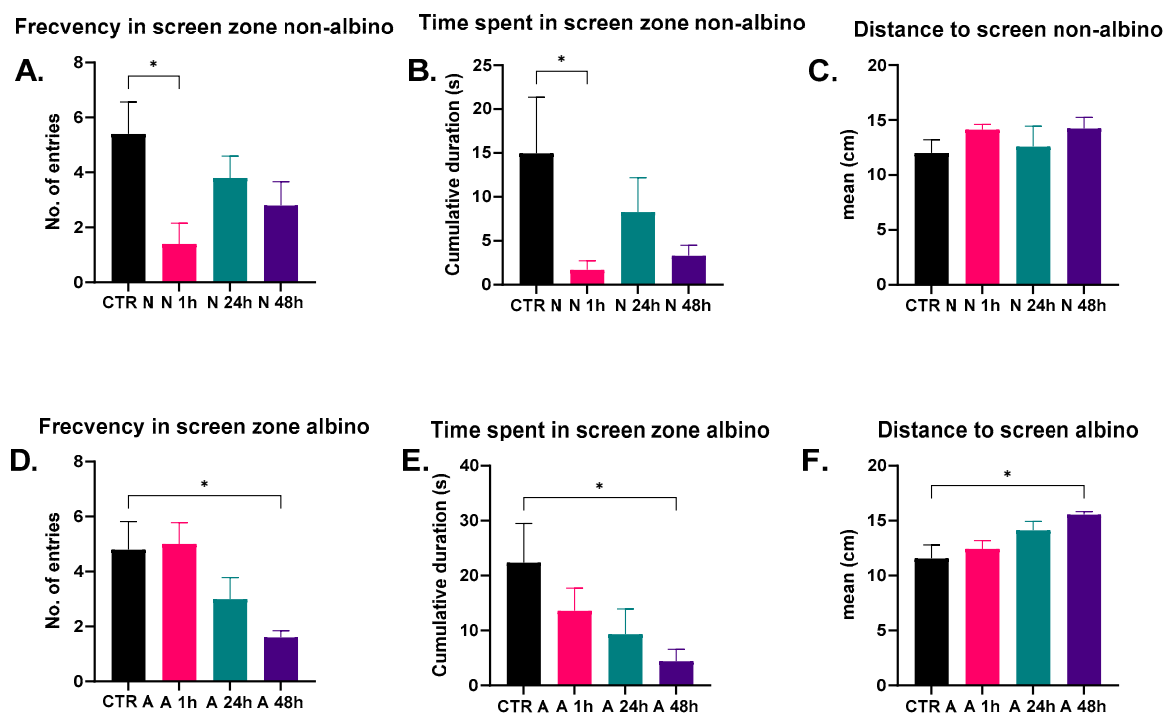 Frecvency in screen zone non-albino
A.
8
6
4
2
0
No. of entries
*
CTR N N 1h N 24h N 48h
Time spent in screen zone non-albino
B.
25
20
15
10
5
0
Cumulative duration (s)
*
CTR N N 1h N 24h N 48h
Distance to screen non-albino
C.
20
15
10
5
0
mean (cm)
CTR N N 1h N 24h N 48h
Frecvency in screen zone albino
D.
8
6
4
2
0
No. of entries
*
CTR A A 1h A 24h A 48h
Time spent in screen zone albino
E.
40
30
20
10
0
Cumulative duration (s)
*
CTR A A 1h A 24h A 48h
Distance to screen albino
F.
20
15
10
5
0
mean (cm)
*
CTR A A 1h A 24h A 48h